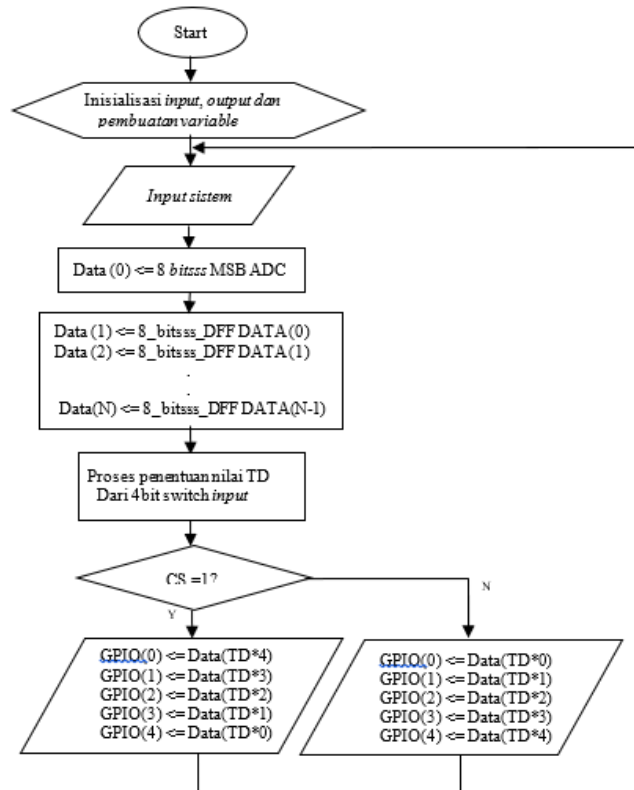 Start
Inisialisasi input, output dan
pembuatan variable
Input sistem
Data (0) <= 8 bitsss MSB ADC
Data (1) <= 8_bitsss_DFF DATA (0)
Data (2) <= 8_bitsss_DFF DATA (1)
.
.
Data(N) <= 8_bitsss_DFF DATA(N-1)
Proses penentuan nilai TD
Dari 4bit switch input
CS =1?
Y
N
GPIO(0) <= Data(TD*4)
GPIO(1) <= Data(TD*3)
GPIO(2) <= Data(TD*2)
GPIO(3) <= Data(TD*1)
GPIO(4) <= Data(TD*0)
GPIO(0) <= Data(TD*0)
GPIO(1) <= Data(TD*1)
GPIO(2) <= Data(TD*2)
GPIO(3) <= Data(TD*3)
GPIO(4) <= Data(TD*4)